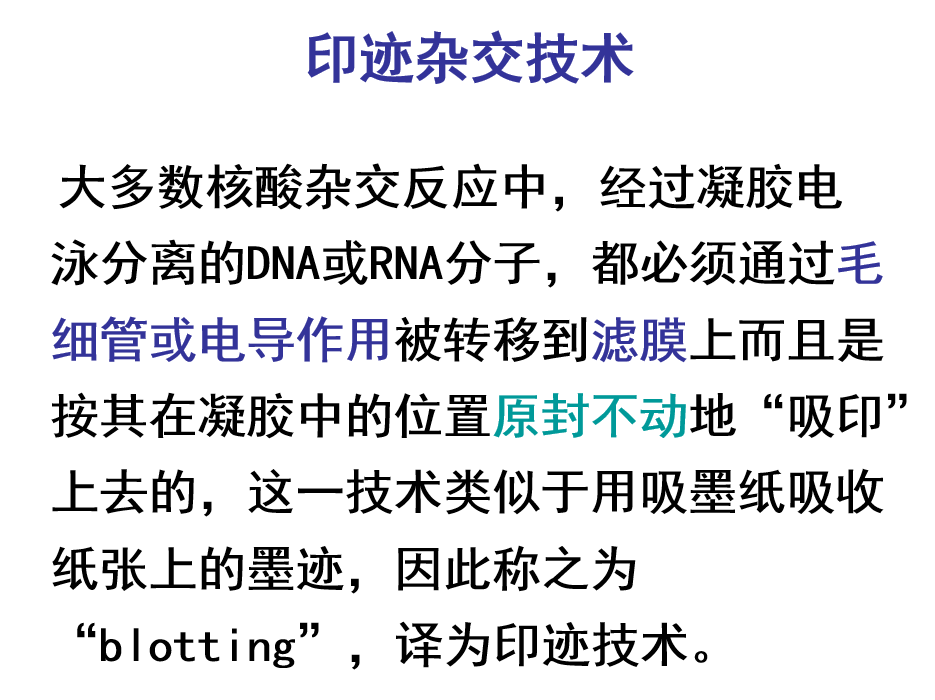 印迹杂交技术
大多数核酸杂交反应中，经过凝胶电
泳分离的DNA或RNA分子，都必须通过毛
细管或电导作用被转移到滤膜上而且是
按其在凝胶中的位置原封不动地“吸印”
上去的，这一技术类似于用吸墨纸吸收
纸张上的墨迹，因此称之为
“blotting”，译为印迹技术。